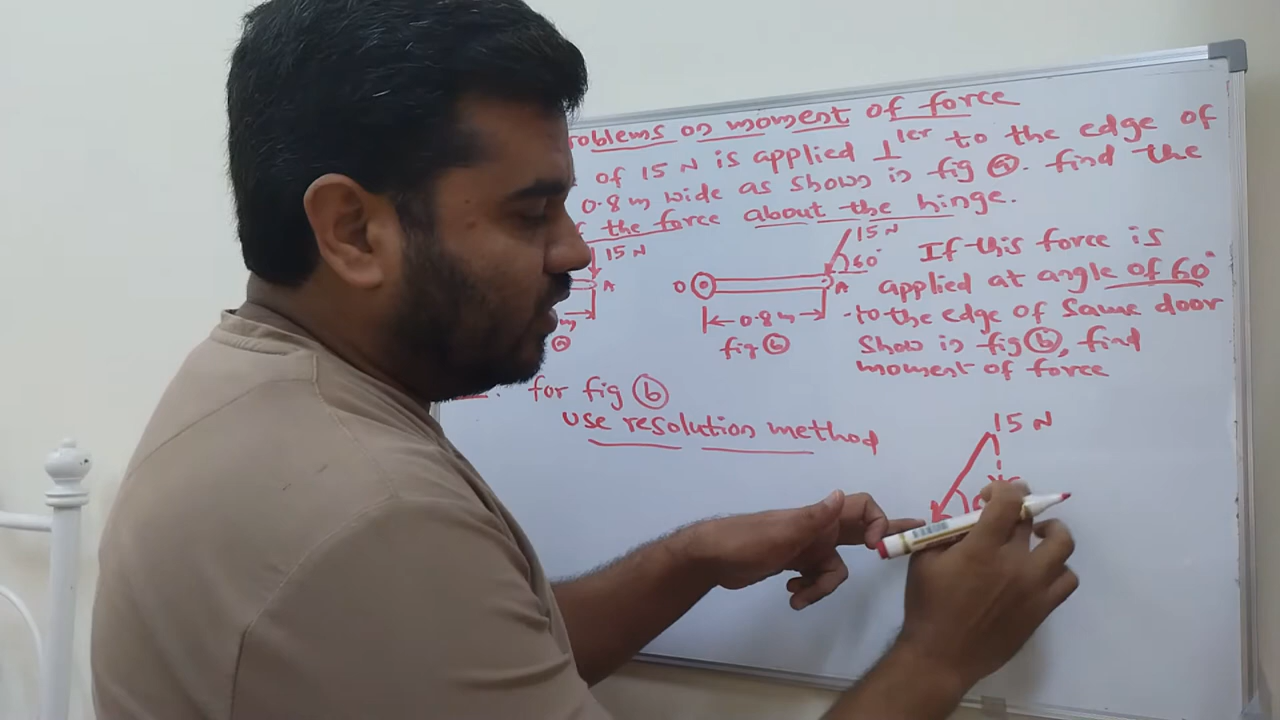 roblems on moment of force
of 15 N is applied ⊥ler to the edge of
0.8 m wide as shown in fig ⓐ. find the
the force about the hinge.
15 N
A
ⓐ
15 N
60°
O
A
0.8 m
fig ⓑ
If this force is
applied at angle of 60°
to the edge of same door
show in fig ⓑ, find
moment of force
for fig ⓑ
use resolution method
15 N